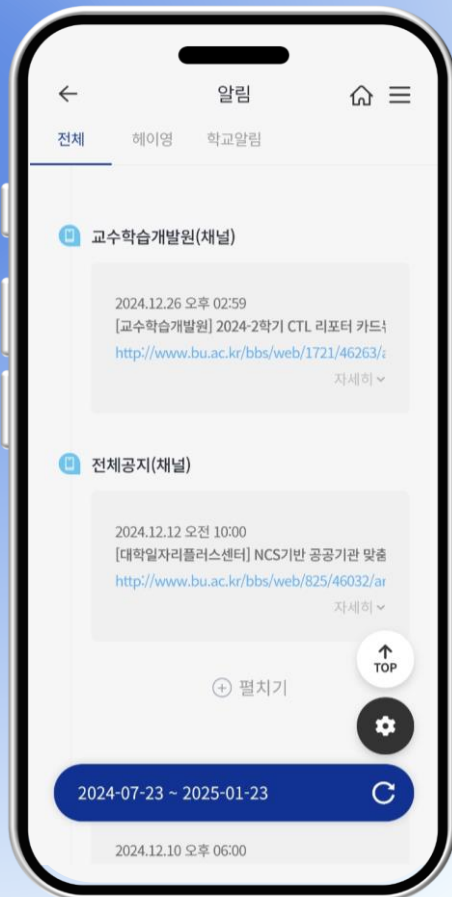 알림
전체 헤이영 학교알림
교수학습개발원(채널)
2024.12.26 오후 02:59
[교수학습개발원] 2024-2학기 CTL 리포터 카드
http://www.bu.ac.kr/bbs/web/1721/46263/
자세히
전체공지(채널)
2024.12.12 오전 10:00
[대학일자리플러스센터] NCS기반 공공기관 맞춤
http://www.bu.ac.kr/bbs/web/825/46032/ar
자세히
TOP
펼치기
2024-07-23 ~ 2025-01-23
2024.12.10 오후 06:00